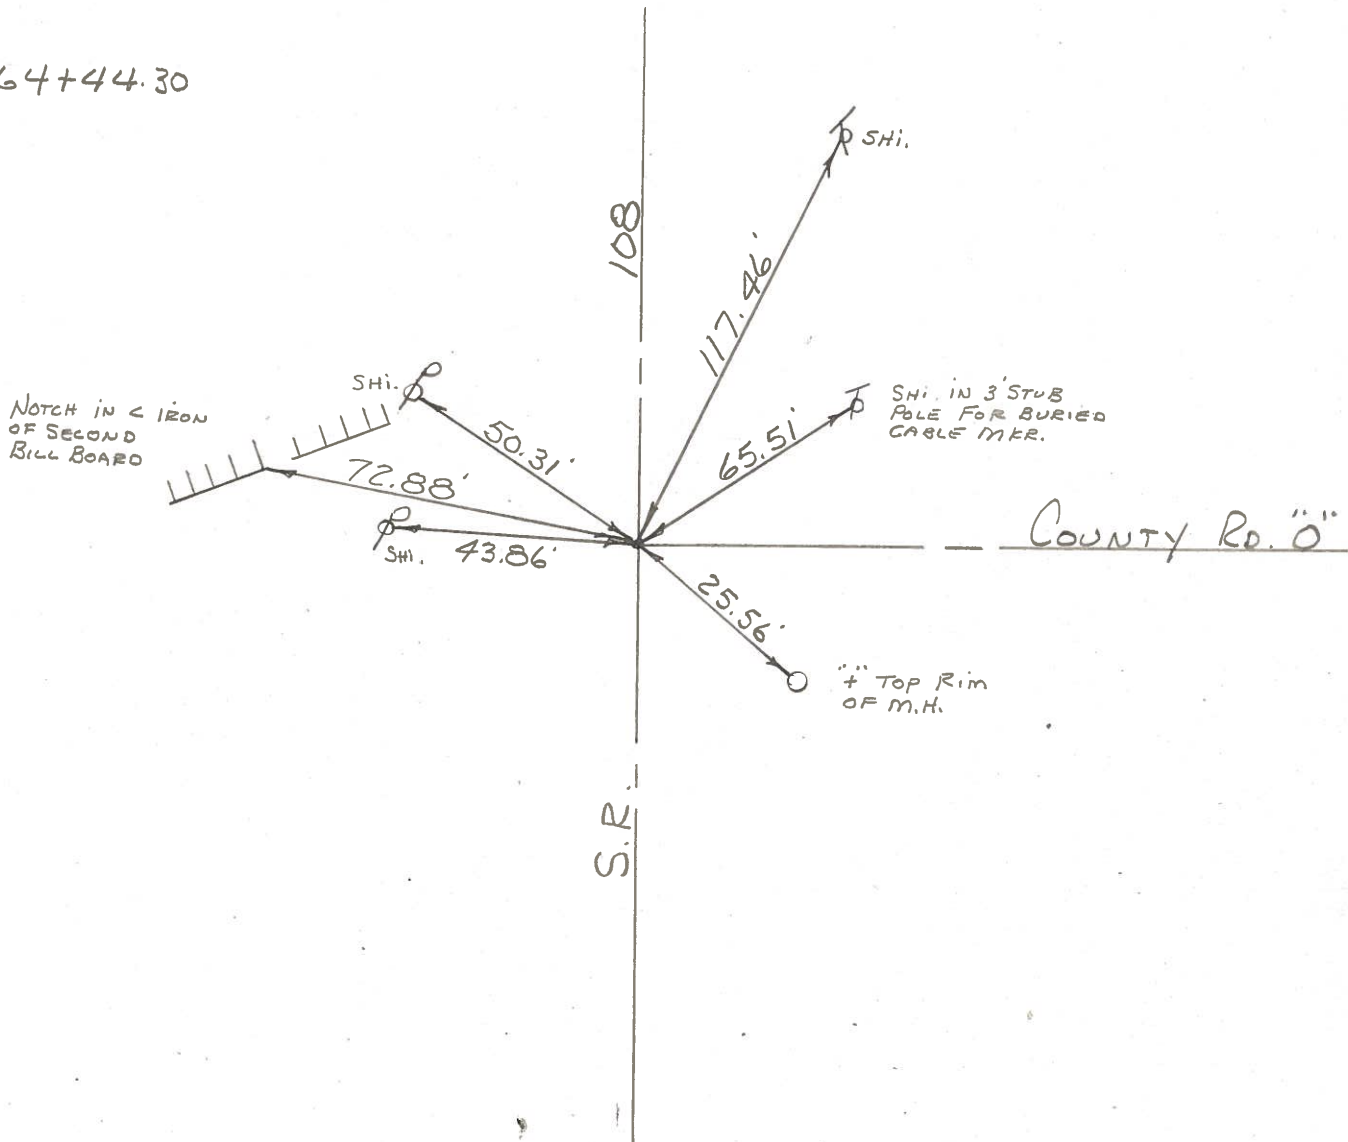 64+44.30
SHi.
108
117.46'
SHi.
NOTCH IN < IRON
OF SECOND
BILL BOARD
50.31'
72.88'
65.51'
SHi. IN 3' STUB
POLE FOR BURIED
CABLE MKR.
SHi.
43.86'
COUNTY RD. "O"
25.56'
"+" TOP Rim
OF M.H.
S.R.